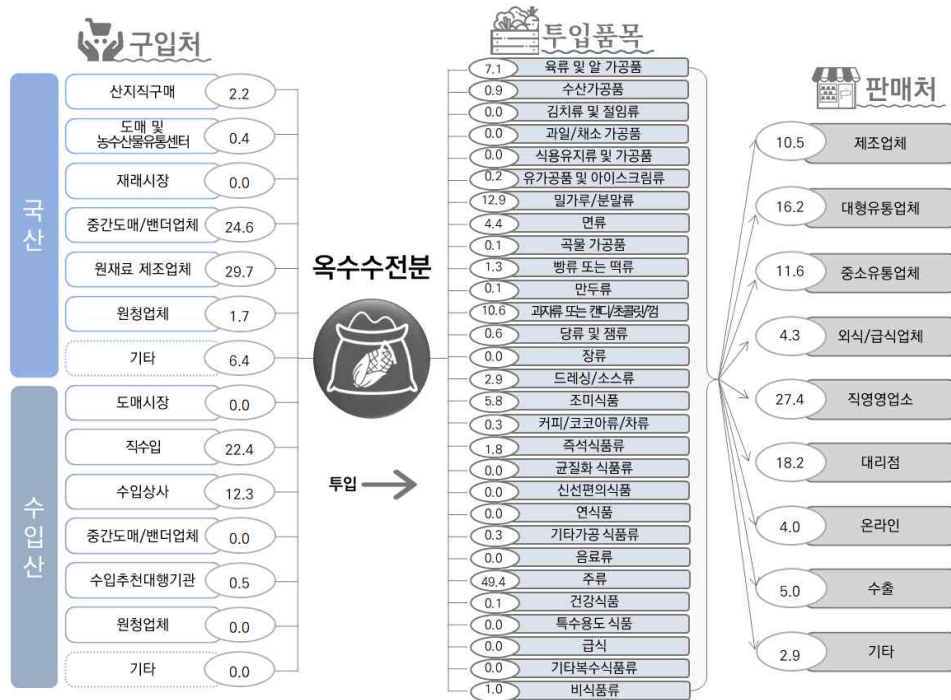 구입처
국산
산지직구매 2.2
도매 및
농수산물유통센터 0.4
재래시장 0.0
중간도매/밴더업체 24.6
원재료 제조업체 29.7
원청업체 1.7
기타 6.4
수입산
도매시장 0.0
직수입 22.4
수입상사 12.3
중간도매/밴더업체 0.0
수입추천대행기관 0.5
원청업체 0.0
기타 0.0
옥수수전분
투입
투입품목
7.1 육류 및 알 가공품
0.9 수산가공품
0.0 김치류 및 절임류
0.0 과일/채소 가공품
0.0 식용유지류 및 가공품
0.2 유가공품 및 아이스크림류
12.9 밀가루/분말류
4.4 면류
0.1 곡물 가공품
1.3 빵류 또는 떡류
0.1 만두류
10.6 과자류 또는 캔디/초콜릿/껌
0.6 당류 및 잼류
0.0 장류
2.9 드레싱/소스류
5.8 조미식품
0.3 커피/코코아류/차류
1.8 즉석식품류
0.0 균질화 식품류
0.0 신선편의식품
0.0 연식품
0.3 기타가공 식품류
0.0 음료류
49.4 주류
0.1 건강식품
0.0 특수용도 식품
0.0 급식
0.0 기타복수식품류
1.0 비식품류
판매처
10.5 제조업체
16.2 대형유통업체
11.6 중소유통업체
4.3 외식/급식업체
27.4 직영영업소
18.2 대리점
4.0 온라인
5.0 수출
2.9 기타